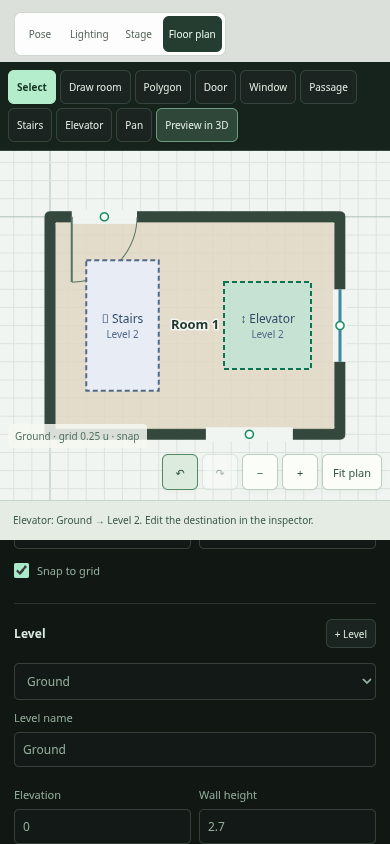 Pose Lighting Stage Floor plan
Select Draw room Polygon Door Window Passage
Stairs Elevator Pan Preview in 3D
Stairs
Level 2
Room 1
↕ Elevator
Level 2
Ground · grid 0.25 u · snap
↶ ↷ − + Fit plan
Elevator: Ground → Level 2. Edit the destination in the inspector.
Snap to grid
Level
+ Level
Ground
Level name
Ground
Elevation Wall height
0 2.7